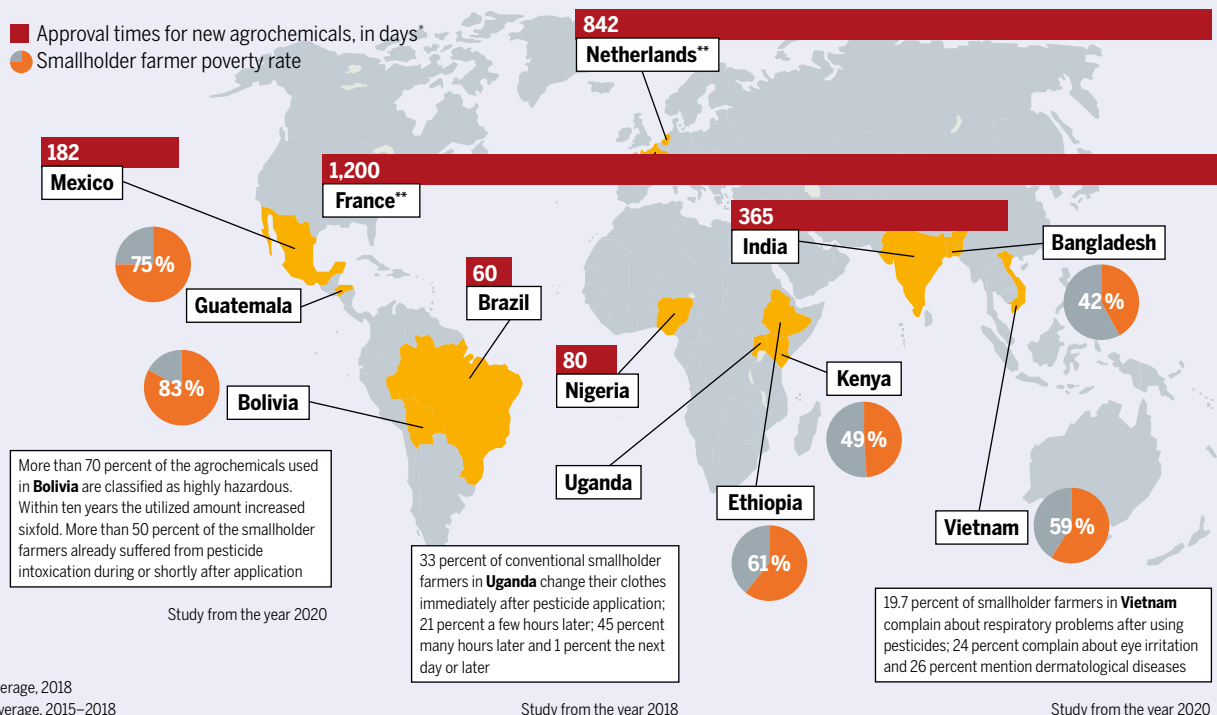 Approval times for new agrochemicals, in days*
Smallholder farmer poverty rate
842
Netherlands**
182
Mexico
1,200
France**
365
India
Bangladesh
42 %
75 %
Guatemala
60
Brazil
80
Nigeria
Kenya
49 %
83 %
Bolivia
Uganda
Ethiopia
61 %
Vietnam
59 %
More than 70 percent of the agrochemicals used
in Bolivia are classified as highly hazardous.
Within ten years the utilized amount increased
sixfold. More than 50 percent of the smallholder
farmers already suffered from pesticide
intoxication during or shortly after application
Study from the year 2020
33 percent of conventional smallholder
farmers in Uganda change their clothes
immediately after pesticide application;
21 percent a few hours later; 45 percent
many hours later and 1 percent the next
day or later
Study from the year 2018
19.7 percent of smallholder farmers in Vietnam
complain about respiratory problems after using
pesticides; 24 percent complain about eye irritation
and 26 percent mention dermatological diseases
Study from the year 2020
verage, 2018
verage, 2015–2018